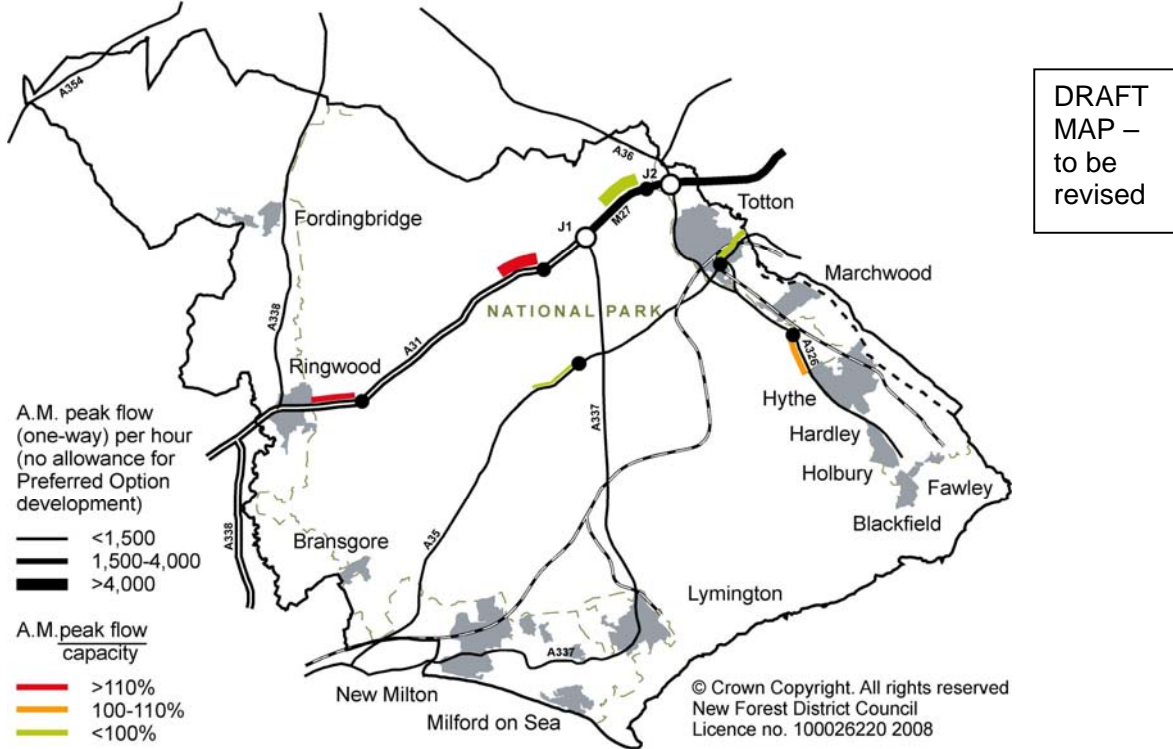 A354
A36
J2
M27
J1
Totton
Fordingbridge
Marchwood
NATIONAL PARK
A338
A31
Ringwood
A326
A337
Hythe
Hardley
Holbury
Fawley
Blackfield
A338
Bransgore
A35
Lymington
A337
New Milton
Milford on Sea
DRAFT
MAP –
to be
revised
A.M. peak flow
(one-way) per hour
(no allowance for
Preferred Option
development)
<1,500
1,500-4,000
>4,000
A.M. peak flow
capacity
>110%
100-110%
<100%
© Crown Copyright. All rights reserved
New Forest District Council
Licence no. 100026220 2008